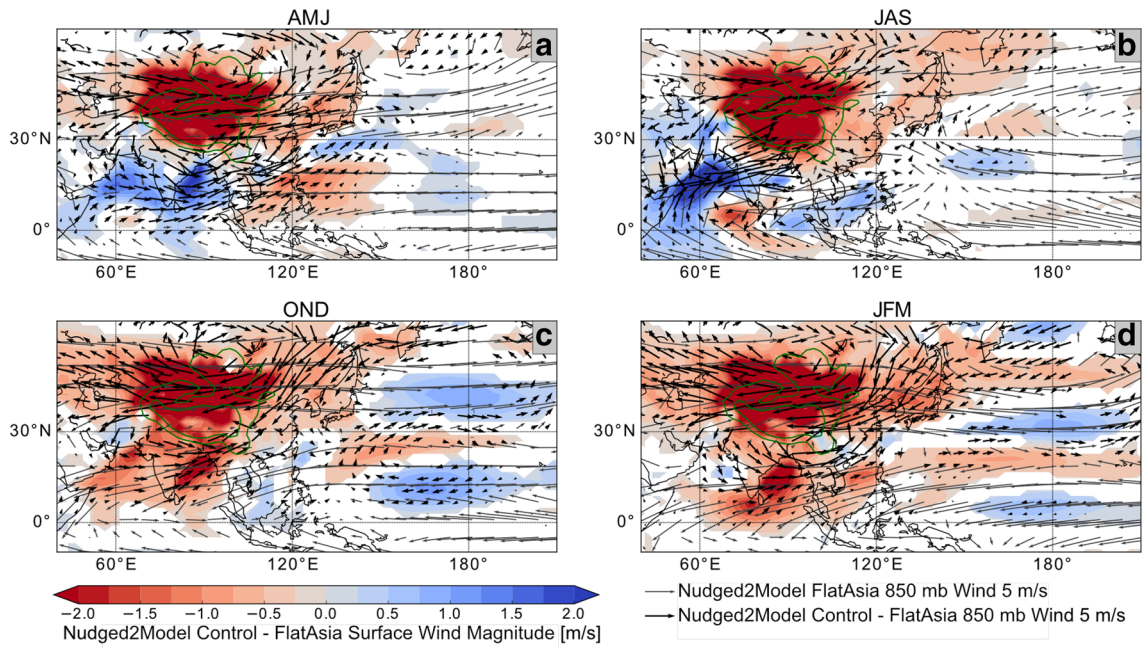 AMJ
JAS
a
b
30°N
30°N
0°
0°
60°E
120°E
180°
60°E
120°E
180°
OND
JFM
c
d
30°N
30°N
0°
0°
60°E
120°E
180°
60°E
120°E
180°
−2.0 −1.5 −1.0 −0.5 0.0 0.5 1.0 1.5 2.0
Nudged2Model Control - FlatAsia Surface Wind Magnitude [m/s]
Nudged2Model FlatAsia 850 mb Wind 5 m/s
Nudged2Model Control - FlatAsia 850 mb Wind 5 m/s